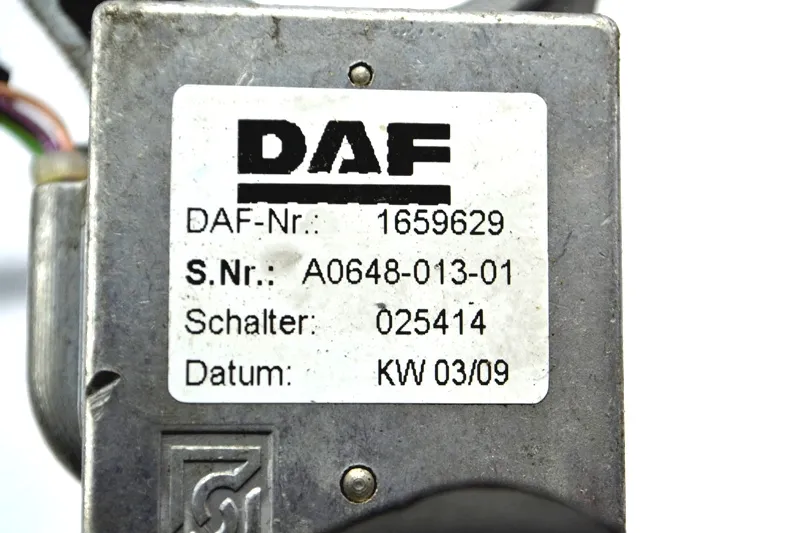 DAF
DAF-Nr.: 1659629
S.Nr.: A0648-013-01
Schalter: 025414
Datum: KW 03/09